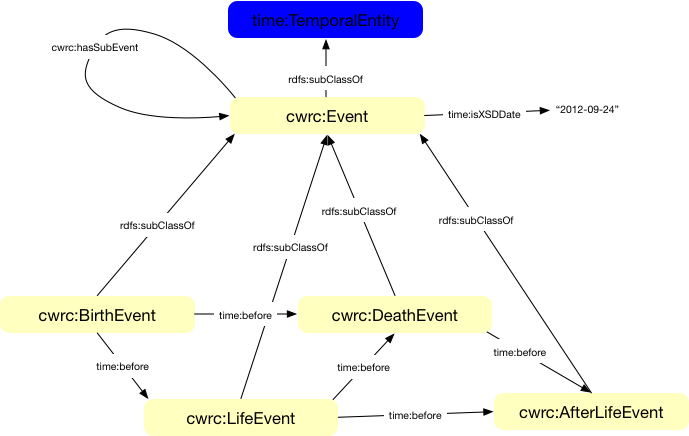 time:TemporalEntity
cwrc:hasSubEvent
rdfs:subClassOf
cwrc:Event
time:isXSDDate
“2012-09-24”
rdfs:subClassOf
rdfs:subClassOf
rdfs:subClassOf
rdfs:subClassOf
cwrc:BirthEvent
time:before
cwrc:DeathEvent
time:before
time:before
time:before
cwrc:LifeEvent
time:before
cwrc:AfterLifeEvent